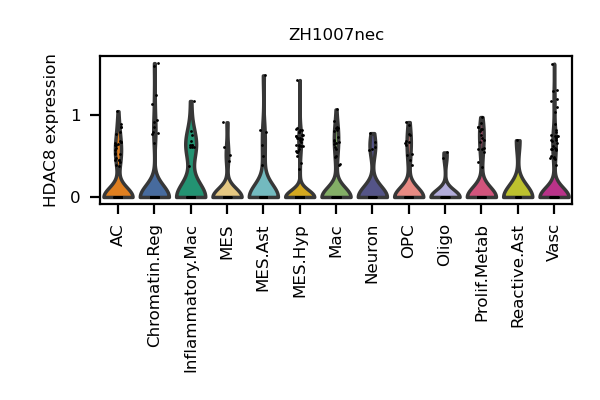 ZH1007nec
HDAC8 expression
1
0
AC
Chromatin.Reg
Inflammatory.Mac
MES
MES.Ast
MES.Hyp
Mac
Neuron
OPC
Oligo
Prolif.Metab
Reactive.Ast
Vasc